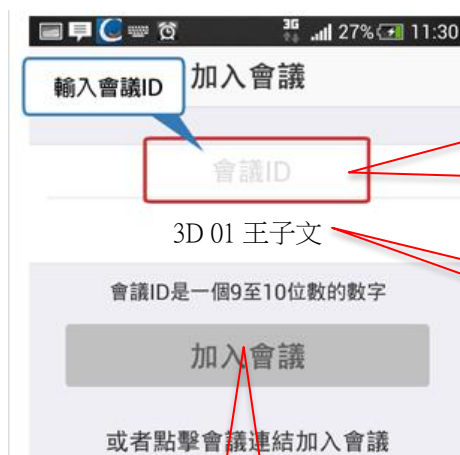 3G 27% 11:30
加入會議
輸入會議ID
會議ID
3D 01 王子文
會議ID是一個9至10位數的數字
加入會議
或者點擊會議連結加入會議